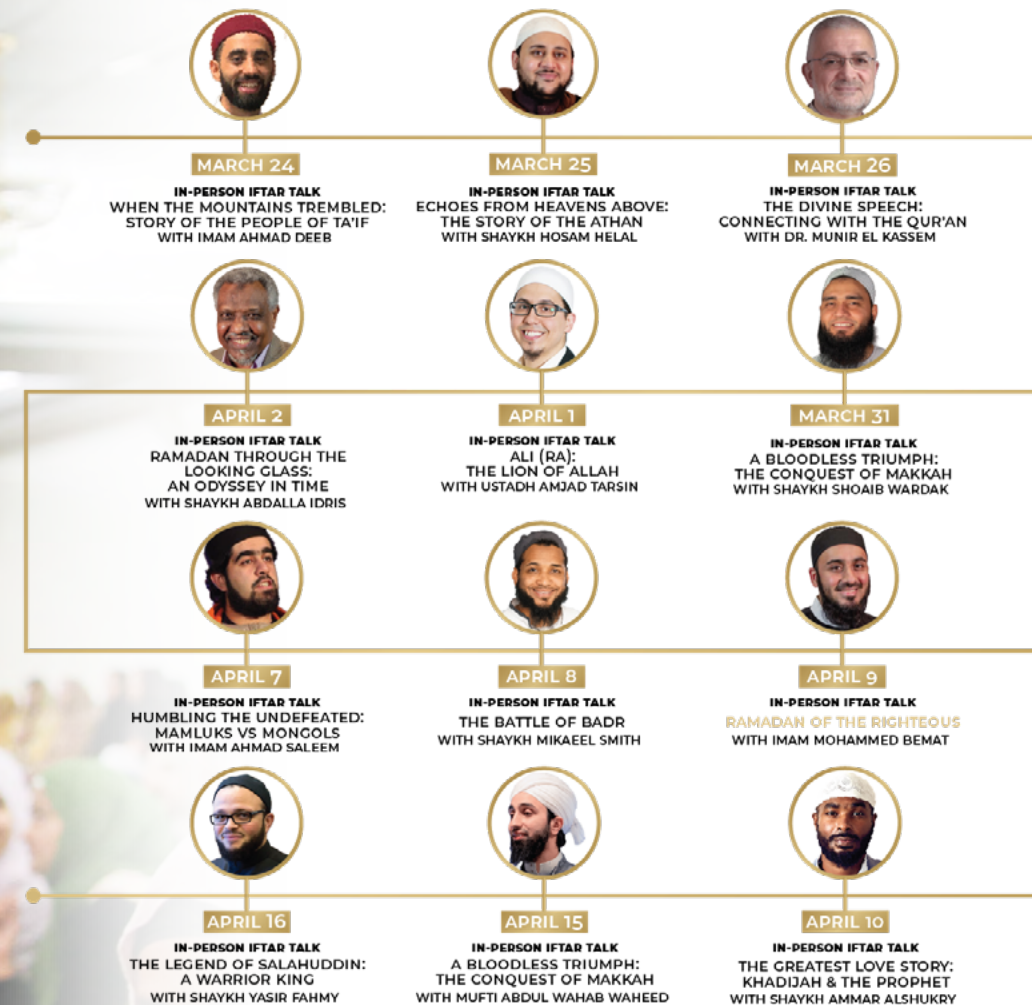 MARCH 24
IN-PERSON IFTAR TALK
WHEN THE MOUNTAINS TREMBLED:
STORY OF THE PEOPLE OF TA'IF
WITH IMAM AHMAD DEEB
MARCH 25
IN-PERSON IFTAR TALK
ECHOES FROM HEAVENS ABOVE:
THE STORY OF THE ATHAN
WITH SHAYKH HOSAM HELAL
MARCH 26
IN-PERSON IFTAR TALK
THE DIVINE SPEECH:
CONNECTING WITH THE QUR'AN
WITH DR. MUNIR EL KASSEM
APRIL 2
IN-PERSON IFTAR TALK
RAMADAN THROUGH THE
LOOKING GLASS:
AN ODYSSEY IN TIME
WITH SHAYKH ABDALLA IDRIS
APRIL 1
IN-PERSON IFTAR TALK
ALI (RA):
THE LION OF ALLAH
WITH USTADH AMJAD TARSIN
MARCH 31
IN-PERSON IFTAR TALK
A BLOODLESS TRIUMPH:
THE CONQUEST OF MAKKAH
WITH SHAYKH SHOAIB WARDAK
APRIL 7
IN-PERSON IFTAR TALK
HUMBLING THE UNDEFEATED:
MAMLUKS VS MONGOLS
WITH IMAM AHMAD SALEEM
APRIL 8
IN-PERSON IFTAR TALK
THE BATTLE OF BADR
WITH SHAYKH MIKAEEL SMITH
APRIL 9
IN-PERSON IFTAR TALK
RAMADAN OF THE RIGHTEOUS
WITH IMAM MOHAMMED BEMAT
APRIL 16
IN-PERSON IFTAR TALK
THE LEGEND OF SALAHUDDIN:
A WARRIOR KING
WITH SHAYKH YASIR FAHMY
APRIL 15
IN-PERSON IFTAR TALK
A BLOODLESS TRIUMPH:
THE CONQUEST OF MAKKAH
WITH MUFTI ABDUL WAHAB WAHEED
APRIL 10
IN-PERSON IFTAR TALK
THE GREATEST LOVE STORY:
KHADIJAH & THE PROPHET
WITH SHAYKH AMMAR ALSHUKRY